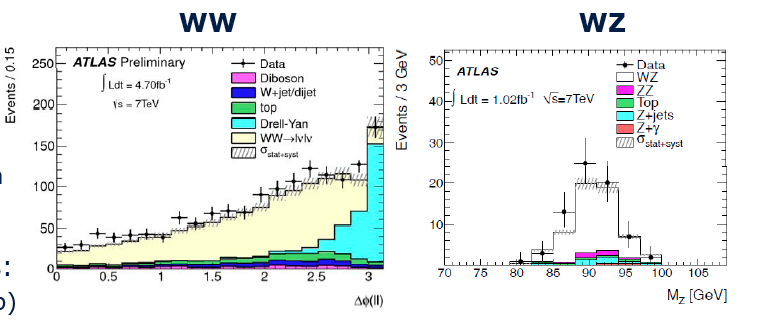 WW
WZ
Events / 0.15
250
200
150
100
50
0
ATLAS Preliminary
∫ Ldt = 4.70fb⁻¹
√s = 7TeV
Data
Diboson
W+jet/dijet
top
Drell-Yan
WW→lνlν
σstat+syst
0 0.5 1 1.5 2 2.5 3
Δϕ(ll)
Events / 3 GeV
50
40
30
20
10
ATLAS
∫ Ldt = 1.02fb⁻¹ √s=7TeV
Data
WZ
ZZ
Top
Z+jets
Z+γ
σstat+syst
70 75 80 85 90 95 100 105
MZ [GeV]
:
)